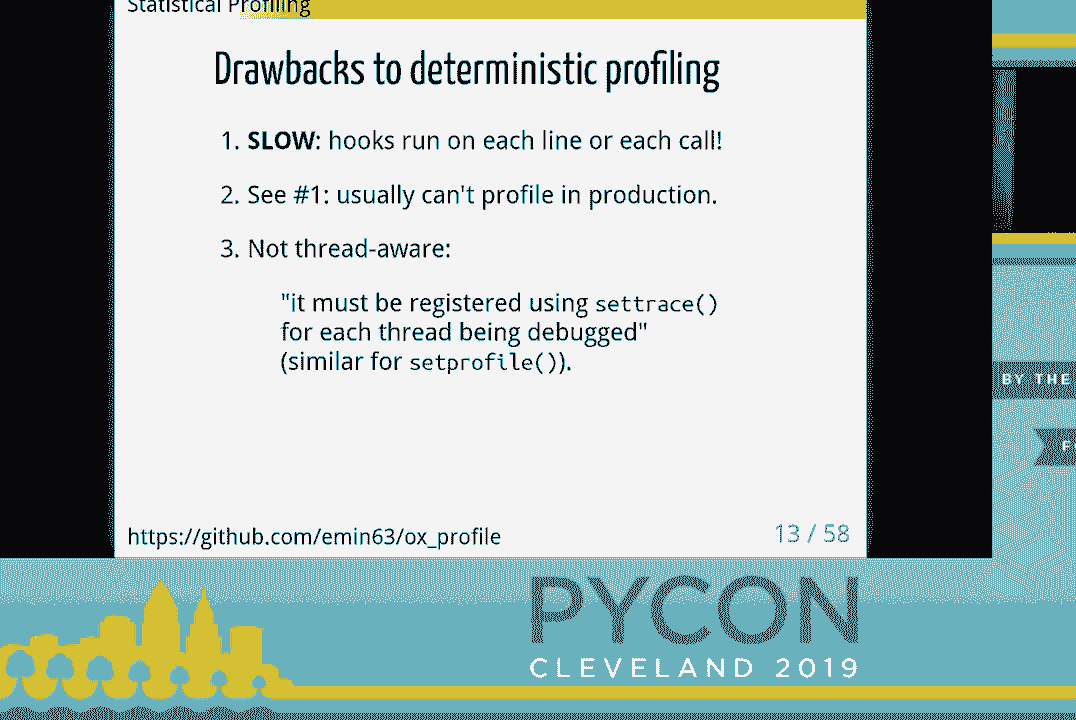 Statistical Profiling
Drawbacks to deterministic profiling
1. SLOW: hooks run on each line or each call!
2. See #1: usually can't profile in production.
3. Not thread-aware:
"it must be registered using settrace()
for each thread being debugged"
(similar for setprofile()).
https://github.com/emin63/ox_profile
13 / 58
BY THE
PYCON
CLEVELAND 2019